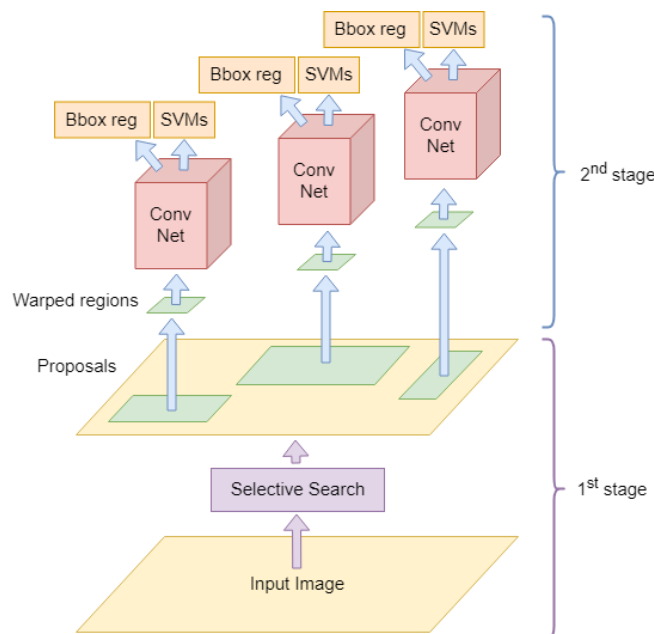 Bbox reg
SVMs
Bbox reg
SVMs
Bbox reg
SVMs
Conv
Net
Conv
Net
Conv
Net
2nd stage
Warped regions
Proposals
Selective Search
1st stage
Input Image